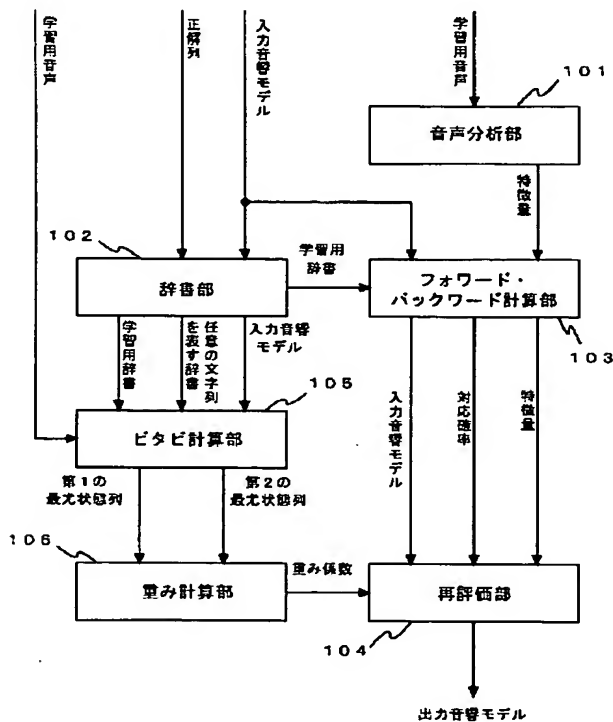 学習用音声
正解列
入力音響モデル
学習用音声
101
音声分析部
特徴量
102
辞書部
学習用
辞書
フォワード・
バックワード計算部
103
学習用辞書
任意の文字列
を表す辞書
入力音響
モデル
105
ビタビ計算部
入力音響モデル
対応確率
特徴量
第1の
最尤状態列
第2の
最尤状態列
106
重み計算部
重み係数
再評価部
104
出力音響モデル